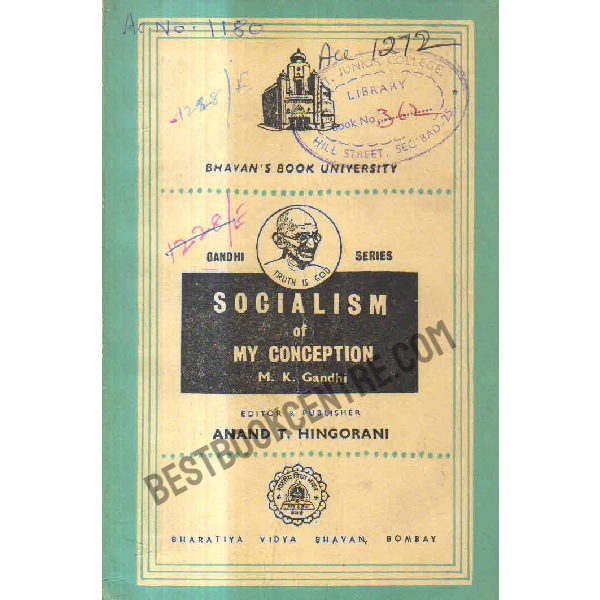 Ac. No. 1180
Acc 1272
JUNIOR COLLEGE,
LIBRARY
Book No. 362
HILL STREET, SEC'BAD-25
1228/E
BHAVAN'S BOOK UNIVERSITY
1228/E
GANDHI SERIES
TRUTH IS GOD
SOCIALISM
of
MY CONCEPTION
M. K. Gandhi
EDITOR & PUBLISHER
ANAND T. HINGORANI
BESTBOOKCENTRE.COM
BHARATIYA VIDYA BHAVAN, BOMBAY